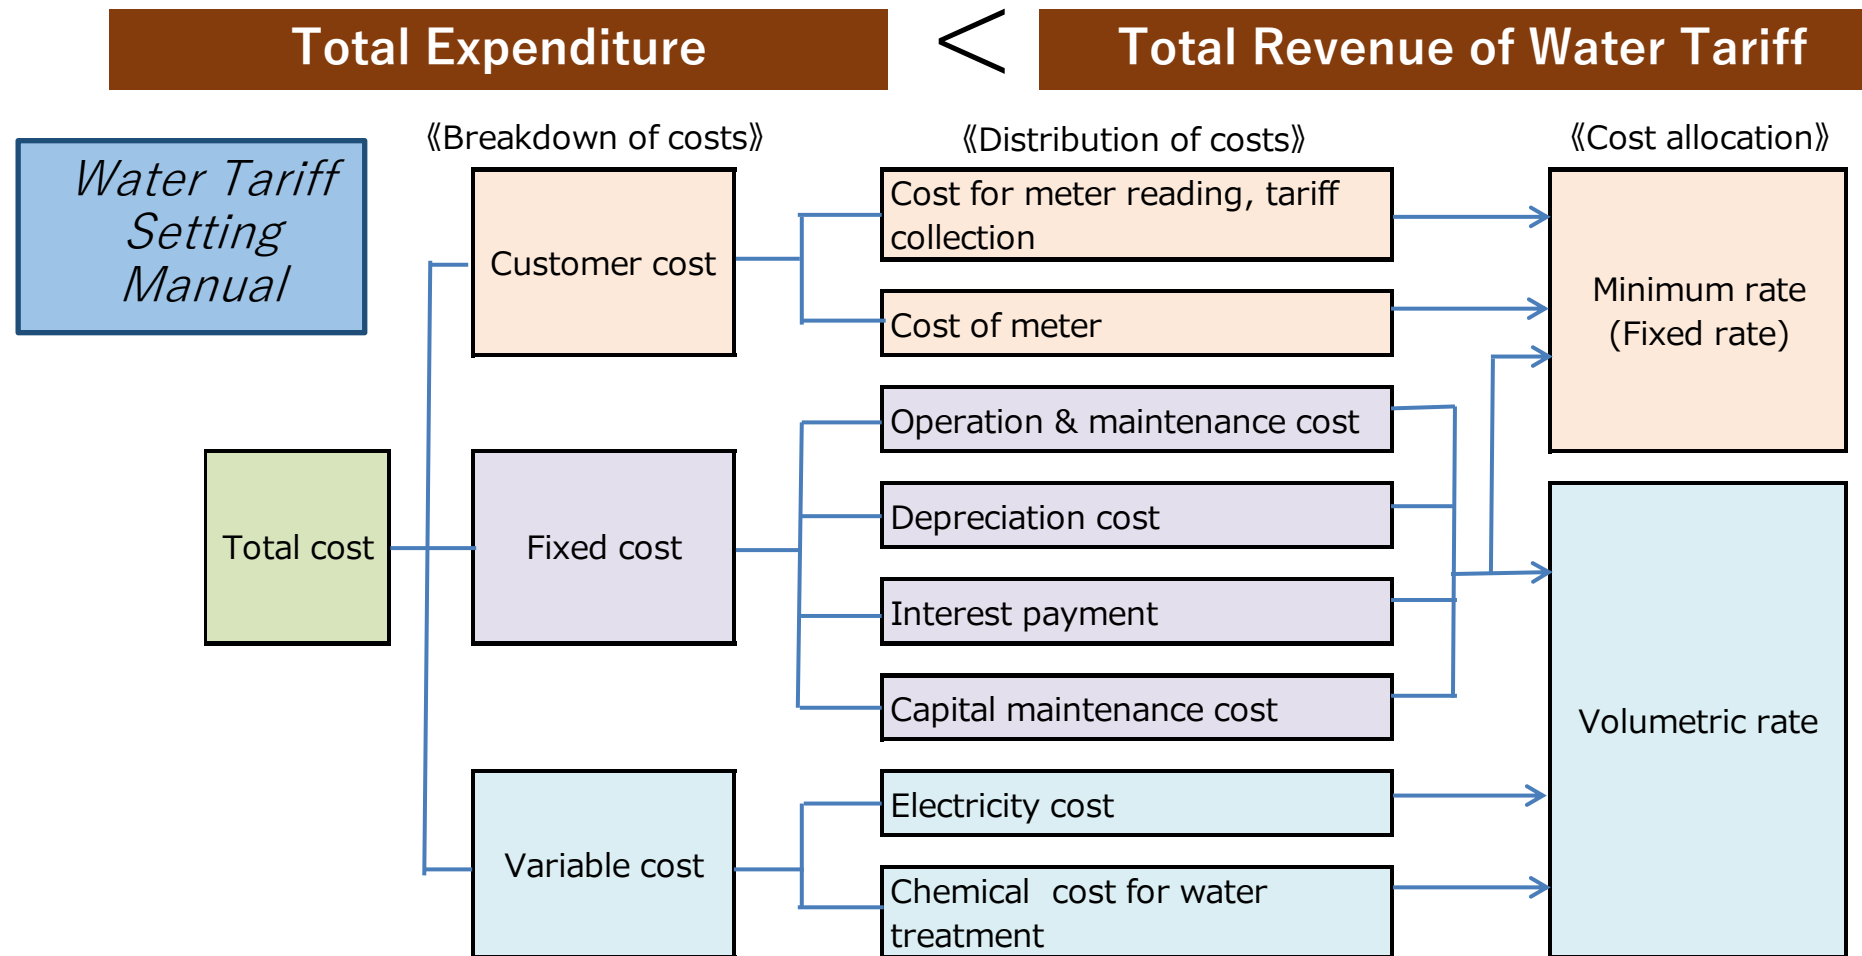 Total Expenditure
<
Total Revenue of Water Tariff
Water Tariff
Setting
Manual
《Breakdown of costs》
《Distribution of costs》
《Cost allocation》
Total cost
Customer cost
Fixed cost
Variable cost
Cost for meter reading, tariff
collection
Cost of meter
Operation & maintenance cost
Depreciation cost
Interest payment
Capital maintenance cost
Electricity cost
Chemical cost for water
treatment
Minimum rate
(Fixed rate)
Volumetric rate